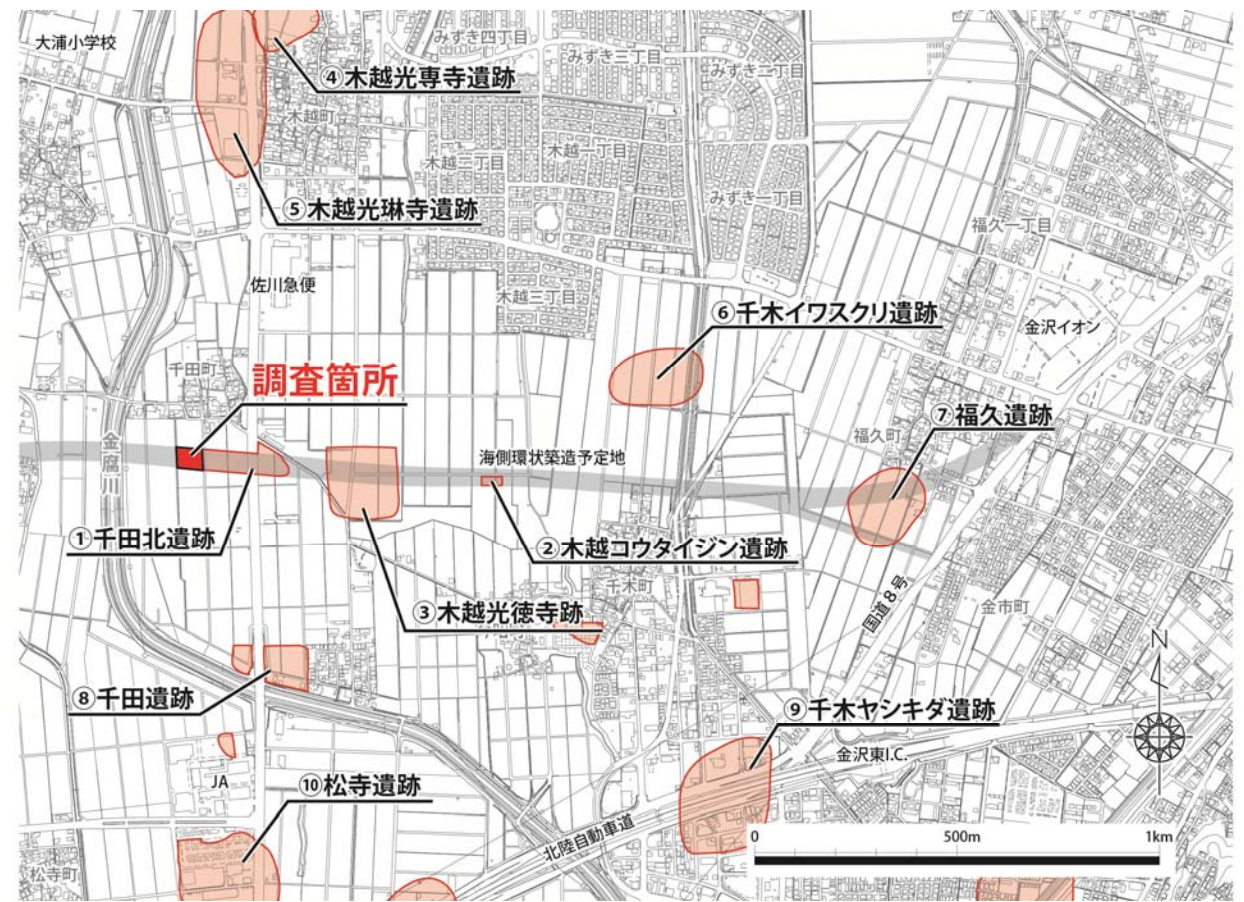 大浦小学校
みずき四丁目
みずき三丁目
みずき二丁目
④木越光専寺遺跡
木越町
木越二丁目
木越一丁目
みずき一丁目
⑤木越光琳寺遺跡
福久一丁目
佐川急便
木越三丁目
⑥千木イワスクリ遺跡
金沢イオン
千田町
調査箇所
⑦福久遺跡
福久町
金腐川
海側環状築造予定地
①千田北遺跡
②木越コウタイジン遺跡
千木町
③木越光徳寺跡
国道8号
金市町
N
⑧千田遺跡
⑨千木ヤシキダ遺跡
金沢東I.C.
JA
⑩松寺遺跡
北陸自動車道
0 500m 1km
松寺町